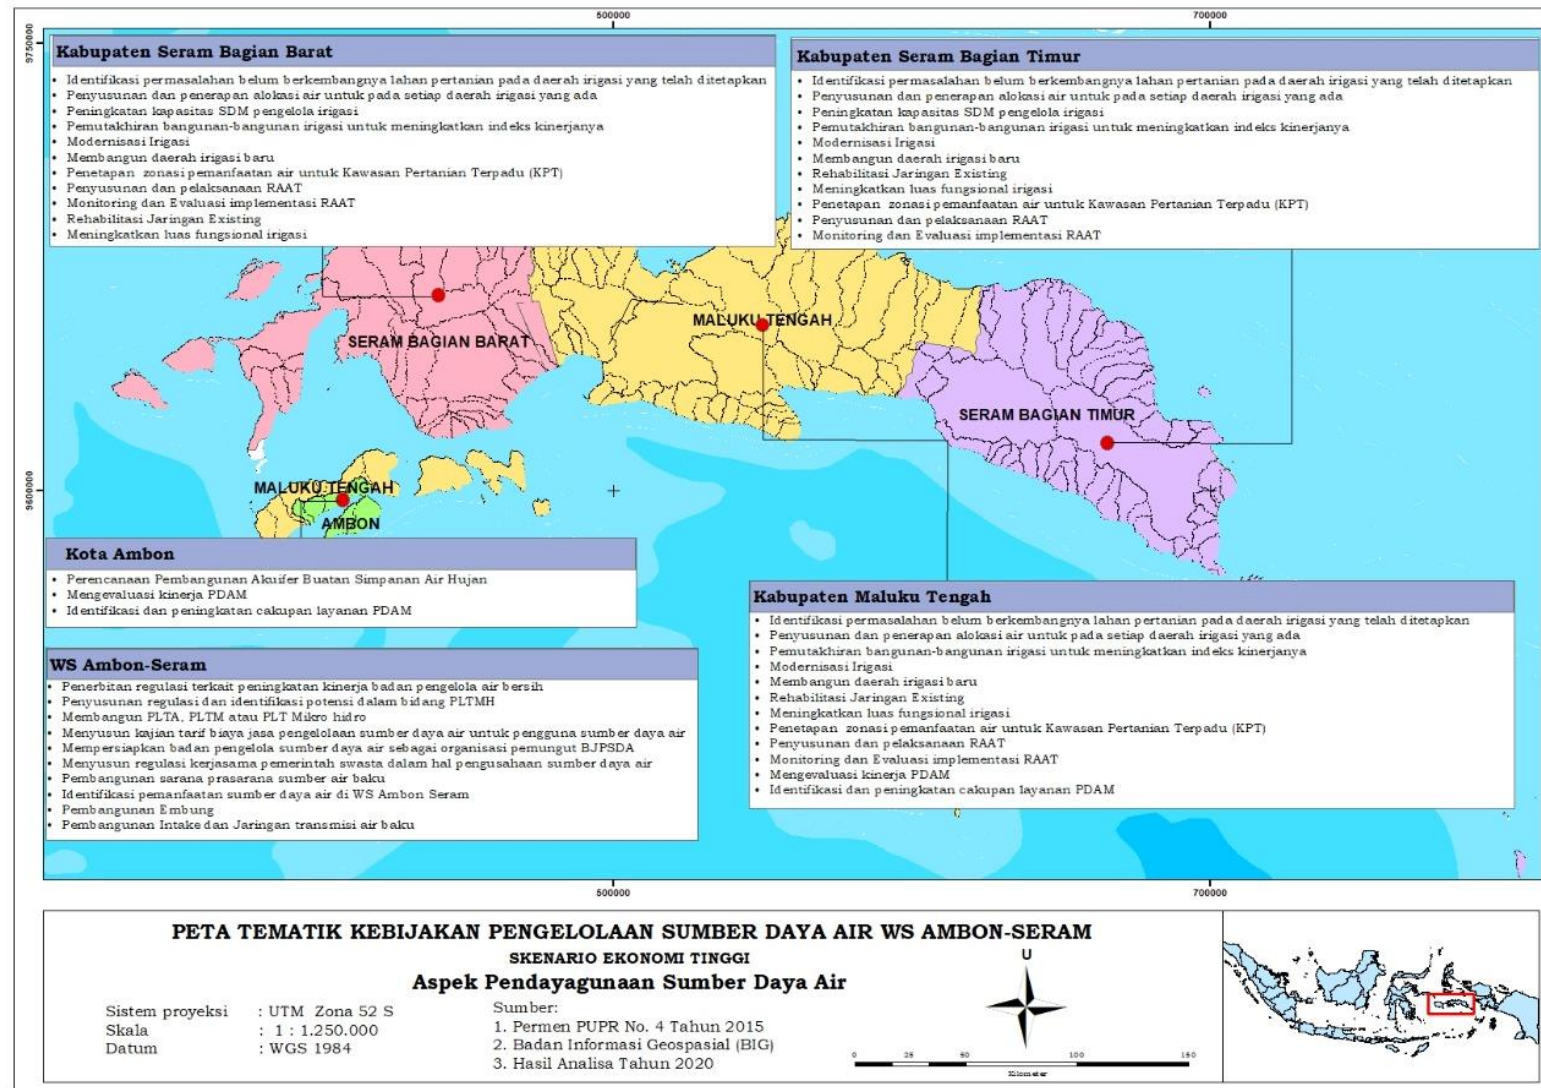 500000
700000
9750000
Kabupaten Seram Bagian Barat
• Identifikasi permasalahan belum berkembangnya lahan pertanian pada daerah irigasi yang telah ditetapkan
• Penyusunan dan penerapan alokasi air untuk pada setiap daerah irigasi yang ada
• Peningkatan kapasitas SDM pengelola irigasi
• Pemutakhiran bangunan-bangunan irigasi untuk meningkatkan indeks kinerjanya
• Modernisasi Irigasi
• Membangun daerah irigasi baru
• Penetapan zonasi pemanfaatan air untuk Kawasan Pertanian Terpadu (KPT)
• Penyusunan dan pelaksanaan RAAT
• Monitoring dan Evaluasi implementasi RAAT
• Rehabilitasi Jaringan Existing
• Meningkatkan luas fungsional irigasi
Kabupaten Seram Bagian Timur
• Identifikasi permasalahan belum berkembangnya lahan pertanian pada daerah irigasi yang telah ditetapkan
• Penyusunan dan penerapan alokasi air untuk pada setiap daerah irigasi yang ada
• Peningkatan kapasitas SDM pengelola irigasi
• Pemutakhiran bangunan-bangunan irigasi untuk meningkatkan indeks kinerjanya
• Modernisasi Irigasi
• Membangun daerah irigasi baru
• Rehabilitasi Jaringan Existing
• Meningkatkan luas fungsional irigasi
• Penetapan zonasi pemanfaatan air untuk Kawasan Pertanian Terpadu (KPT)
• Penyusunan dan pelaksanaan RAAT
• Monitoring dan Evaluasi implementasi RAAT
MALUKU TENGAH
SERAM BAGIAN BARAT
SERAM BAGIAN TIMUR
9600000
MALUKU TENGAH
AMBON
Kota Ambon
• Perencanaan Pembangunan Akuifer Buatan Simpanan Air Hujan
• Mengevaluasi kinerja PDAM
• Identifikasi dan peningkatan cakupan layanan PDAM
WS Ambon-Seram
• Penerbitan regulasi terkait peningkatan kinerja badan pengelola air bersih
• Penyusunan regulasi dan identifikasi potensi dalam bidang PLTMH
• Membangun PLTA, PLTM atau PLT Mikro hidro
• Menyusun kajian tarif biaya jasa pengelolaan sumber daya air untuk pengguna sumber daya air
• Mempersiapkan badan pengelola sumber daya air sebagai organisasi pemungut BJPSDA
• Menyusun regulasi kerjasama pemerintah swasta dalam hal pengusahaan sumber daya air
• Pembangunan sarana prasarana sumber air baku
• Identifikasi pemanfaatan sumber daya air di WS Ambon Seram
• Pembangunan Embung
• Pembangunan Intake dan Jaringan transmisi air baku
Kabupaten Maluku Tengah
• Identifikasi permasalahan belum berkembangnya lahan pertanian pada daerah irigasi yang telah ditetapkan
• Penyusunan dan penerapan alokasi air untuk pada setiap daerah irigasi yang ada
• Pemutakhiran bangunan-bangunan irigasi untuk meningkatkan indeks kinerjanya
• Modernisasi Irigasi
• Membangun daerah irigasi baru
• Rehabilitasi Jaringan Existing
• Meningkatkan luas fungsional irigasi
• Penetapan zonasi pemanfaatan air untuk Kawasan Pertanian Terpadu (KPT)
• Penyusunan dan pelaksanaan RAAT
• Monitoring dan Evaluasi implementasi RAAT
• Mengevaluasi kinerja PDAM
• Identifikasi dan peningkatan cakupan layanan PDAM
500000
700000
PETA TEMATIK KEBIJAKAN PENGELOLAAN SUMBER DAYA AIR WS AMBON-SERAM
SKENARIO EKONOMI TINGGI
Aspek Pendayagunaan Sumber Daya Air
Sistem proyeksi : UTM Zona 52 S
Skala : 1 : 1.250.000
Datum : WGS 1984
Sumber:
1. Permen PUPR No. 4 Tahun 2015
2. Badan Informasi Geospasial (BIG)
3. Hasil Analisa Tahun 2020
U
0 25 50 100 150
Kilometer